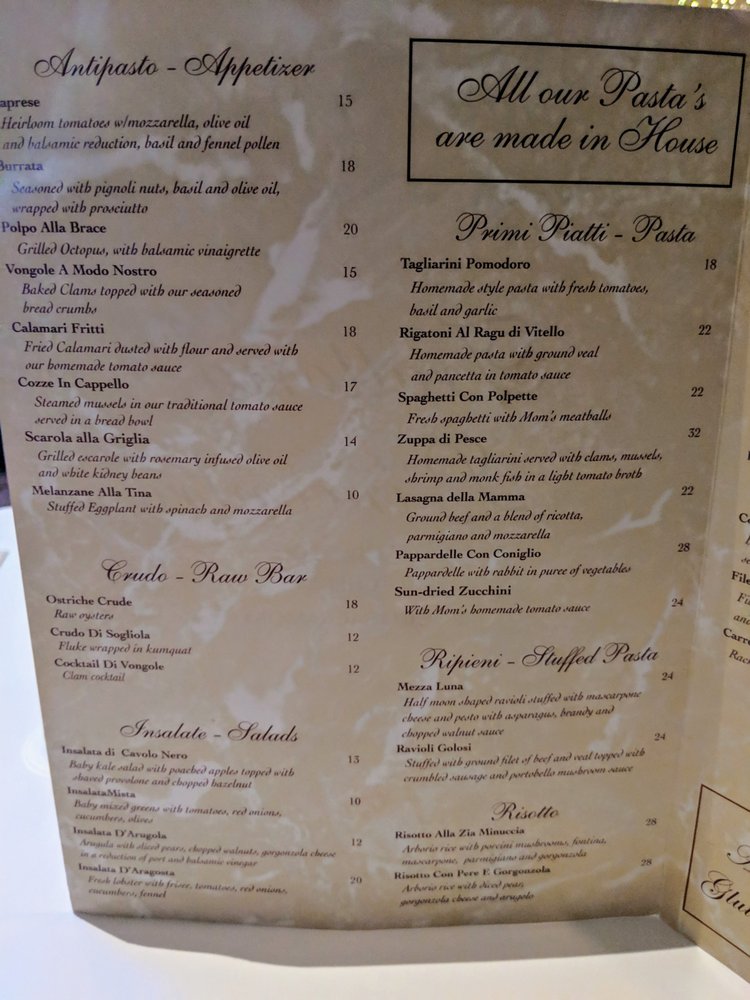 Antipasto - Appetizer
aprese 15
Heirloom tomatoes w/mozzarella, olive oil
and balsamic reduction, basil and fennel pollen
Burrata 18
Seasoned with pignoli nuts, basil and olive oil,
wrapped with prosciutto
Polpo Alla Brace 20
Grilled Octopus, with balsamic vinaigrette
Vongole A Modo Nostro 15
Baked Clams topped with our seasoned
bread crumbs
Calamari Fritti 18
Fried Calamari dusted with flour and served with
our homemade tomato sauce
Cozze In Cappello 17
Steamed mussels in our traditional tomato sauce
served in a bread bowl
Scarola alla Griglia 14
Grilled escarole with rosemary infused olive oil
and white kidney beans
Melanzane Alla Tina 10
Stuffed Eggplant with spinach and mozzarella
Crudo - Raw Bar
Ostriche Crude 18
Raw oysters
Crudo Di Sogliola 12
Fluke wrapped in kumquat
Cocktail Di Vongole 12
Clam cocktail
Insalate - Salads
Insalata di Cavolo Nero 13
Baby kale salad with poached apples topped with
shaved provolone and chopped hazelnut
InsalataMista 10
Baby mixed greens with tomatoes, red onions,
cucumbers, olives
Insalata D'Arugola 12
Arugula with sliced pears, chopped walnuts, gorgonzola cheese
in a reduction of port and balsamic vinegar
Insalata D'Aragosta 20
Fresh lobster with frisee, tomatoes, red onions,
cucumbers, fennel
All our Pasta's
are made in House
Primi Piatti - Pasta
Tagliarini Pomodoro 18
Homemade style pasta with fresh tomatoes,
basil and garlic
Rigatoni Al Ragu di Vitello 22
Homemade pasta with ground veal
and pancetta in tomato sauce
Spaghetti Con Polpette 22
Fresh spaghetti with Mom's meatballs
Zuppa di Pesce 32
Homemade tagliarini served with clams, mussels,
shrimp and monk fish in a light tomato broth
Lasagna della Mamma 22
Ground beef and a blend of ricotta,
parmigiano and mozzarella
Pappardelle Con Coniglio 28
Pappardelle with rabbit in puree of vegetables
Sun-dried Zucchini
With Mom's homemade tomato sauce 24
Ripieni - Stuffed Pasta
Mezza Luna 24
Half moon shaped ravioli stuffed with mascarpone
cheese and pesto with asparagus, brandy and
chopped walnut sauce
Ravioli Golosi 24
Stuffed with ground filet of beef and veal topped with
crumbled sausage and portobello mushroom sauce
Risotto
Risotto Alla Zia Minuccia 28
Arborio rice with porcini mushrooms, fontina,
mascarpone, parmigiano and gorgonzola
Risotto Con Pere E Gorgonzola 28
Arborio rice with diced pear,
gorgonzola cheese and arugolo
File
Carre
Glu